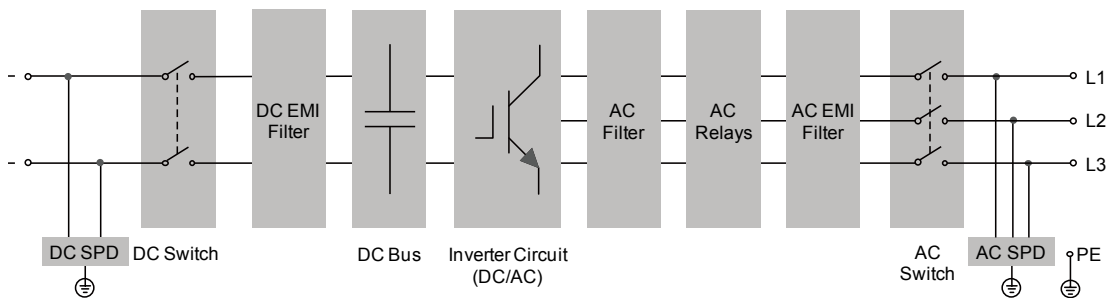 DC EMI
Filter
AC
Filter
AC
Relays
AC EMI
Filter
L1
L2
L3
DC SPD
DC Switch
DC Bus
Inverter Circuit
(DC/AC)
AC
Switch
AC SPD
PE